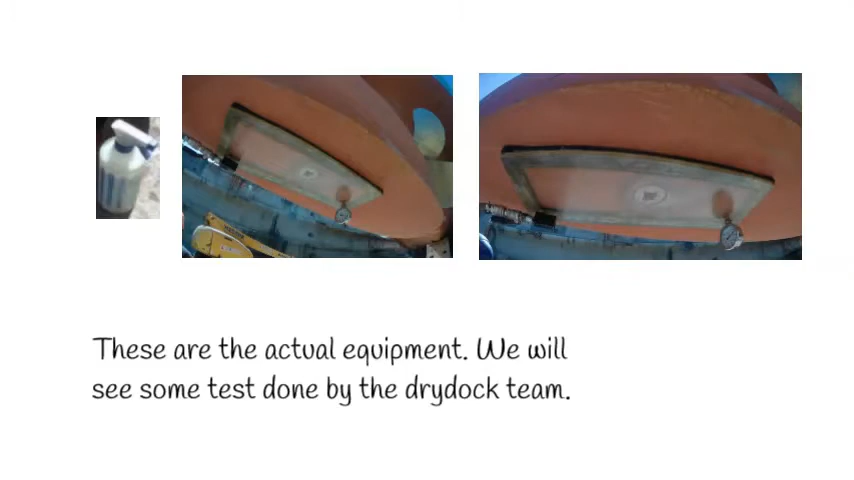 These are the actual equipment. We will
see some test done by the drydock team.